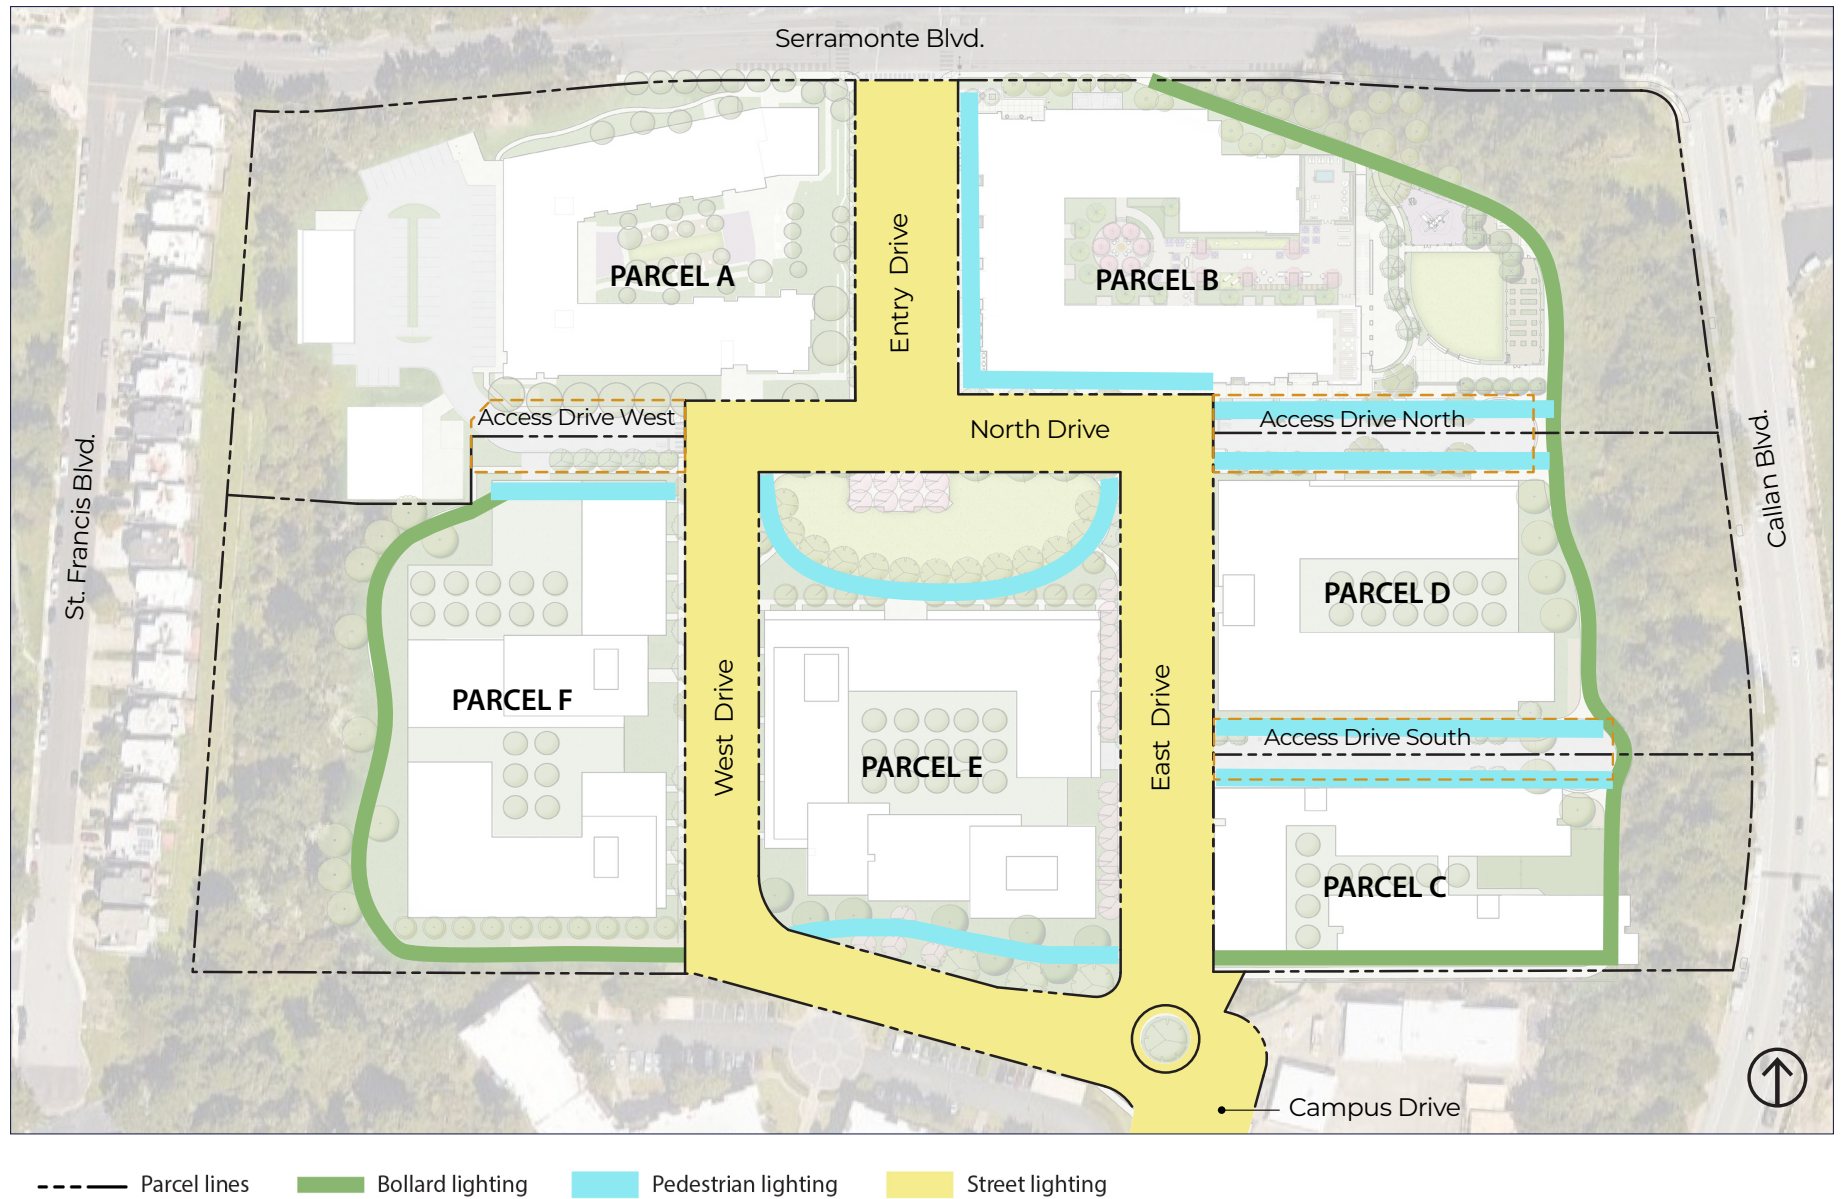 Serramonte Blvd.
Entry Drive
PARCEL A
PARCEL B
Access Drive West
North Drive
Access Drive North
St. Francis Blvd.
Callan Blvd.
PARCEL D
PARCEL F
West Drive
PARCEL E
East Drive
Access Drive South
PARCEL C
Campus Drive
Parcel lines
Bollard lighting
Pedestrian lighting
Street lighting